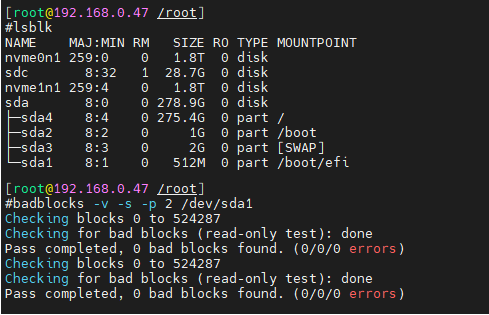 [root@192.168.0.47 /root]
#lsblk
NAME    MAJ:MIN RM   SIZE RO TYPE MOUNTPOINT
nvme0n1 259:0    0   1.8T  0 disk
sdc       8:32   1  28.7G  0 disk
nvme1n1 259:4    0   1.8T  0 disk
sda       8:0    0 278.9G  0 disk
├─sda4    8:4    0 275.4G  0 part /
├─sda2    8:2    0     1G  0 part /boot
├─sda3    8:3    0     2G  0 part [SWAP]
└─sda1    8:1    0   512M  0 part /boot/efi
[root@192.168.0.47 /root]
#badblocks -v -s -p 2 /dev/sda1
Checking blocks 0 to 524287
Checking for bad blocks (read-only test): done
Pass completed, 0 bad blocks found. (0/0/0 errors)
Checking blocks 0 to 524287
Checking for bad blocks (read-only test): done
Pass completed, 0 bad blocks found. (0/0/0 errors)